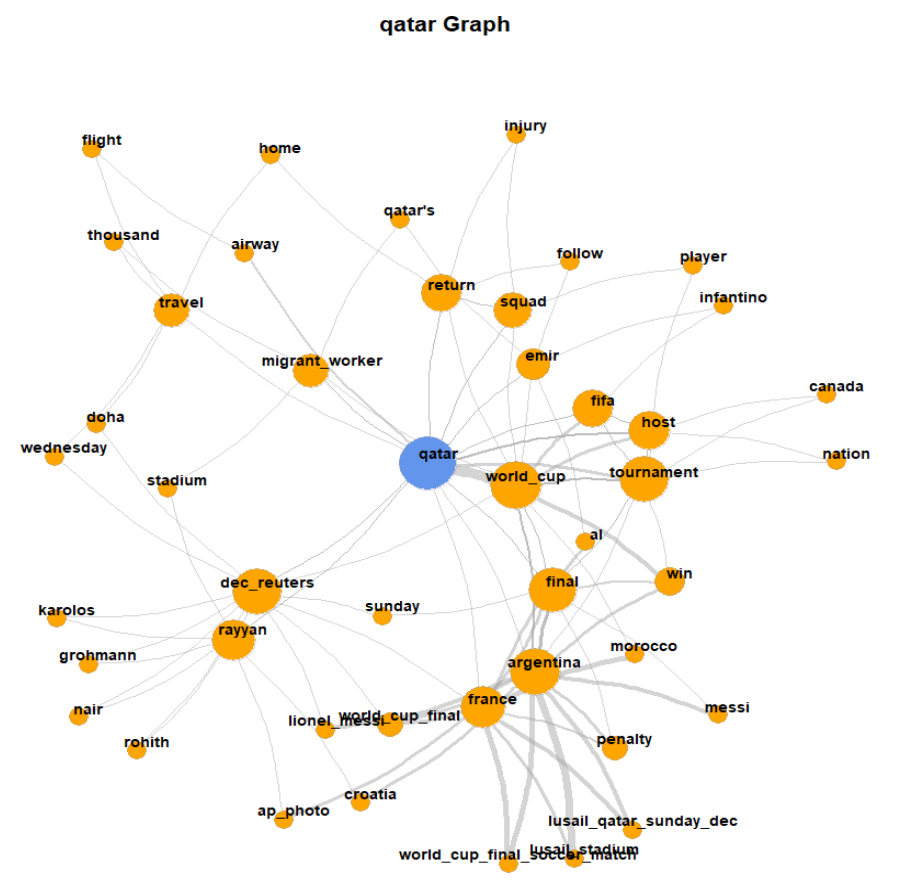 qatar Graph
injury
flight
home
qatar's
thousand
airway
follow
player
return
infantino
travel
squad
migrant_worker
emir
canada
fifa
doha
host
wednesday
qatar
nation
tournament
world_cup
stadium
al
win
dec_reuters
final
sunday
karolos
rayyan
morocco
grohmann
argentina
france
messi
nair
lionel_messi
world_cup_final
penalty
rohith
croatia
ap_photo
lusail_qatar_sunday_dec
lusail_stadium
world_cup_final_soccer_match